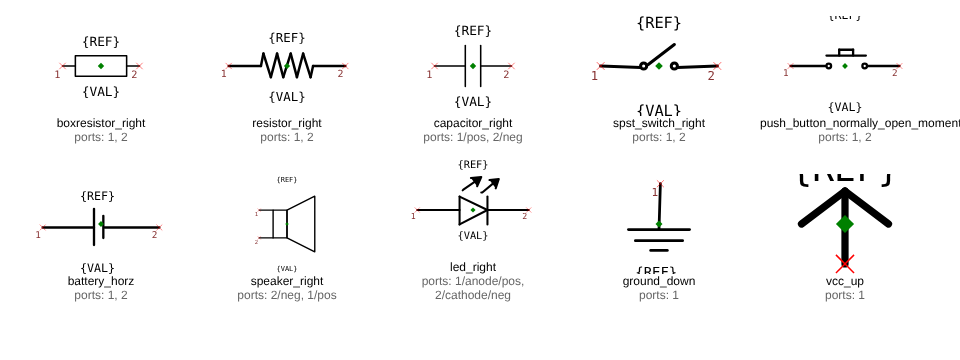 {REF} {REF} {REF} {REF} {REF}
1 2 1 2 1 2 1 2 1 2
{VAL} {VAL} {VAL} {VAL} {VAL}
boxresistor_right resistor_right capacitor_right spst_switch_right push_button_normally_open_moment
ports: 1, 2 ports: 1, 2 ports: 1/pos, 2/neg ports: 1, 2 ports: 1, 2
{REF} {REF} {REF} {REF}
1 2 1 2 1 2 1
{VAL} {VAL} {VAL} {REF}
battery_horz speaker_right led_right ground_down vcc_up
ports: 1, 2 ports: 2/neg, 1/pos ports: 1/anode/pos, ports: 1 ports: 1
2/cathode/neg